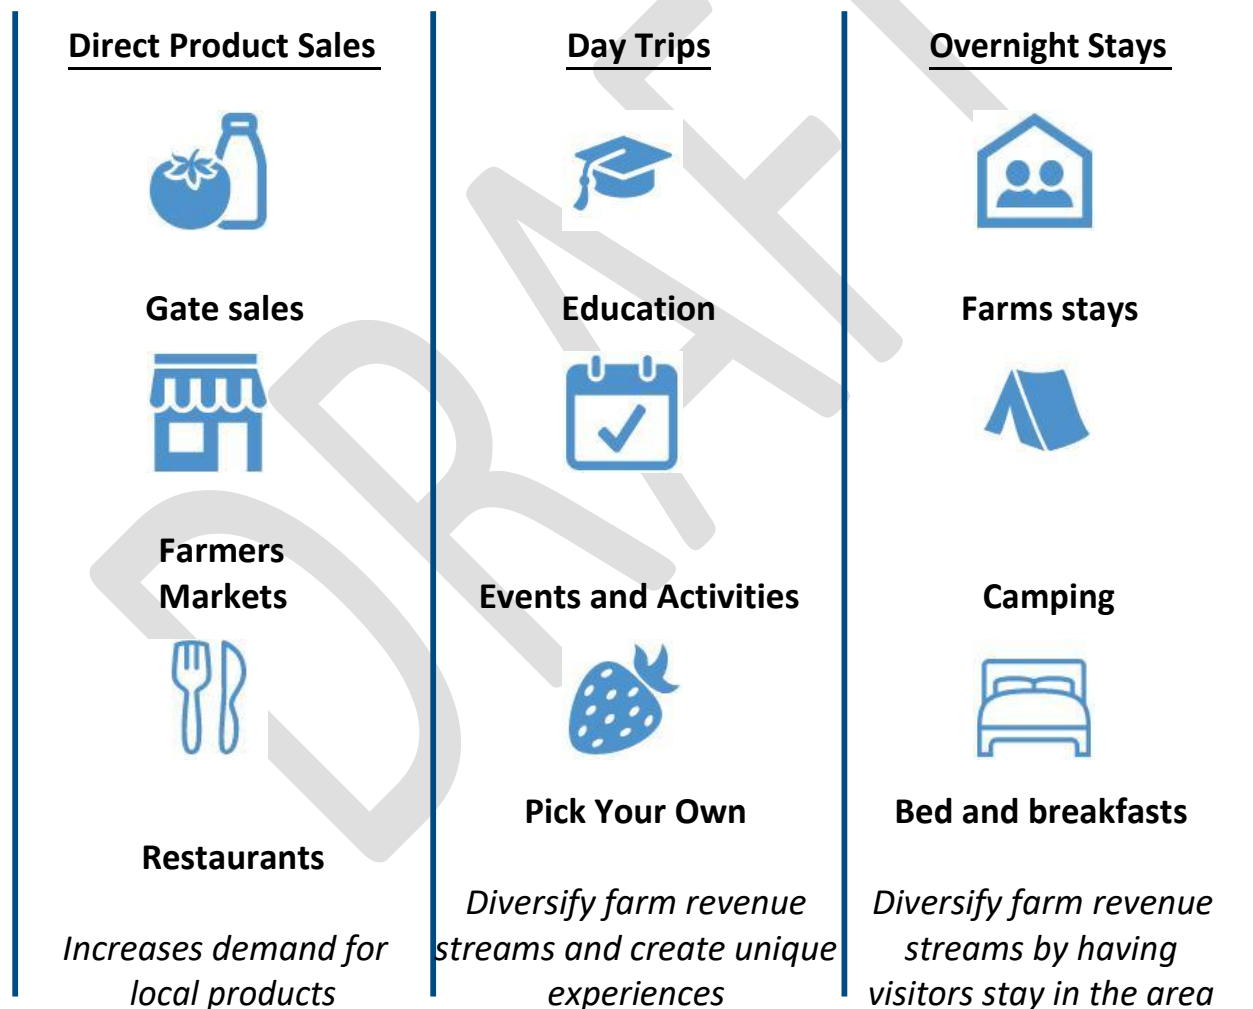 Direct Product Sales
Gate sales
Farmers
Markets
Restaurants
Increases demand for
local products
Day Trips
Education
Events and Activities
Pick Your Own
Diversify farm revenue
streams and create unique
experiences
Overnight Stays
Farms stays
Camping
Bed and breakfasts
Diversify farm revenue
streams by having
visitors stay in the area
DRAFT